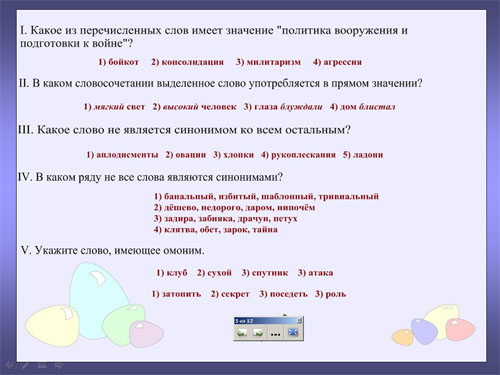 I. Какое из перечисленных слов имеет значение "политика вооружения и
подготовки к войне"?
1) бойкот 2) копсолидация 3) милитаризм 4) агрессия
II. В каком словосочетании выделенное слово употребляется в прямом значении?
1) мягкий свет 2) высокий человек 3) глаза блуждали 4) дом блистал
III. Какое слово не является синонимом ко всем остальным?
1) аплодисменты 2) овации 3) хлопки 4) рукоплескания 5) ладони
IV. В каком ряду не все слова являются синонимами?
1) банальный, избитый, шаблонный, тривиальный
2) дёшево, недорого, даром, нипочём
3) задира, забияка, драчун, петух
4) клятва, обет, зарок, тайна
V. Укажите слово, имеющее омоним.
1) клуб 2) сухой 3) спутник 3) атака
1) затопить 2) секрет 3) поседеть 3) роль
5 из 12